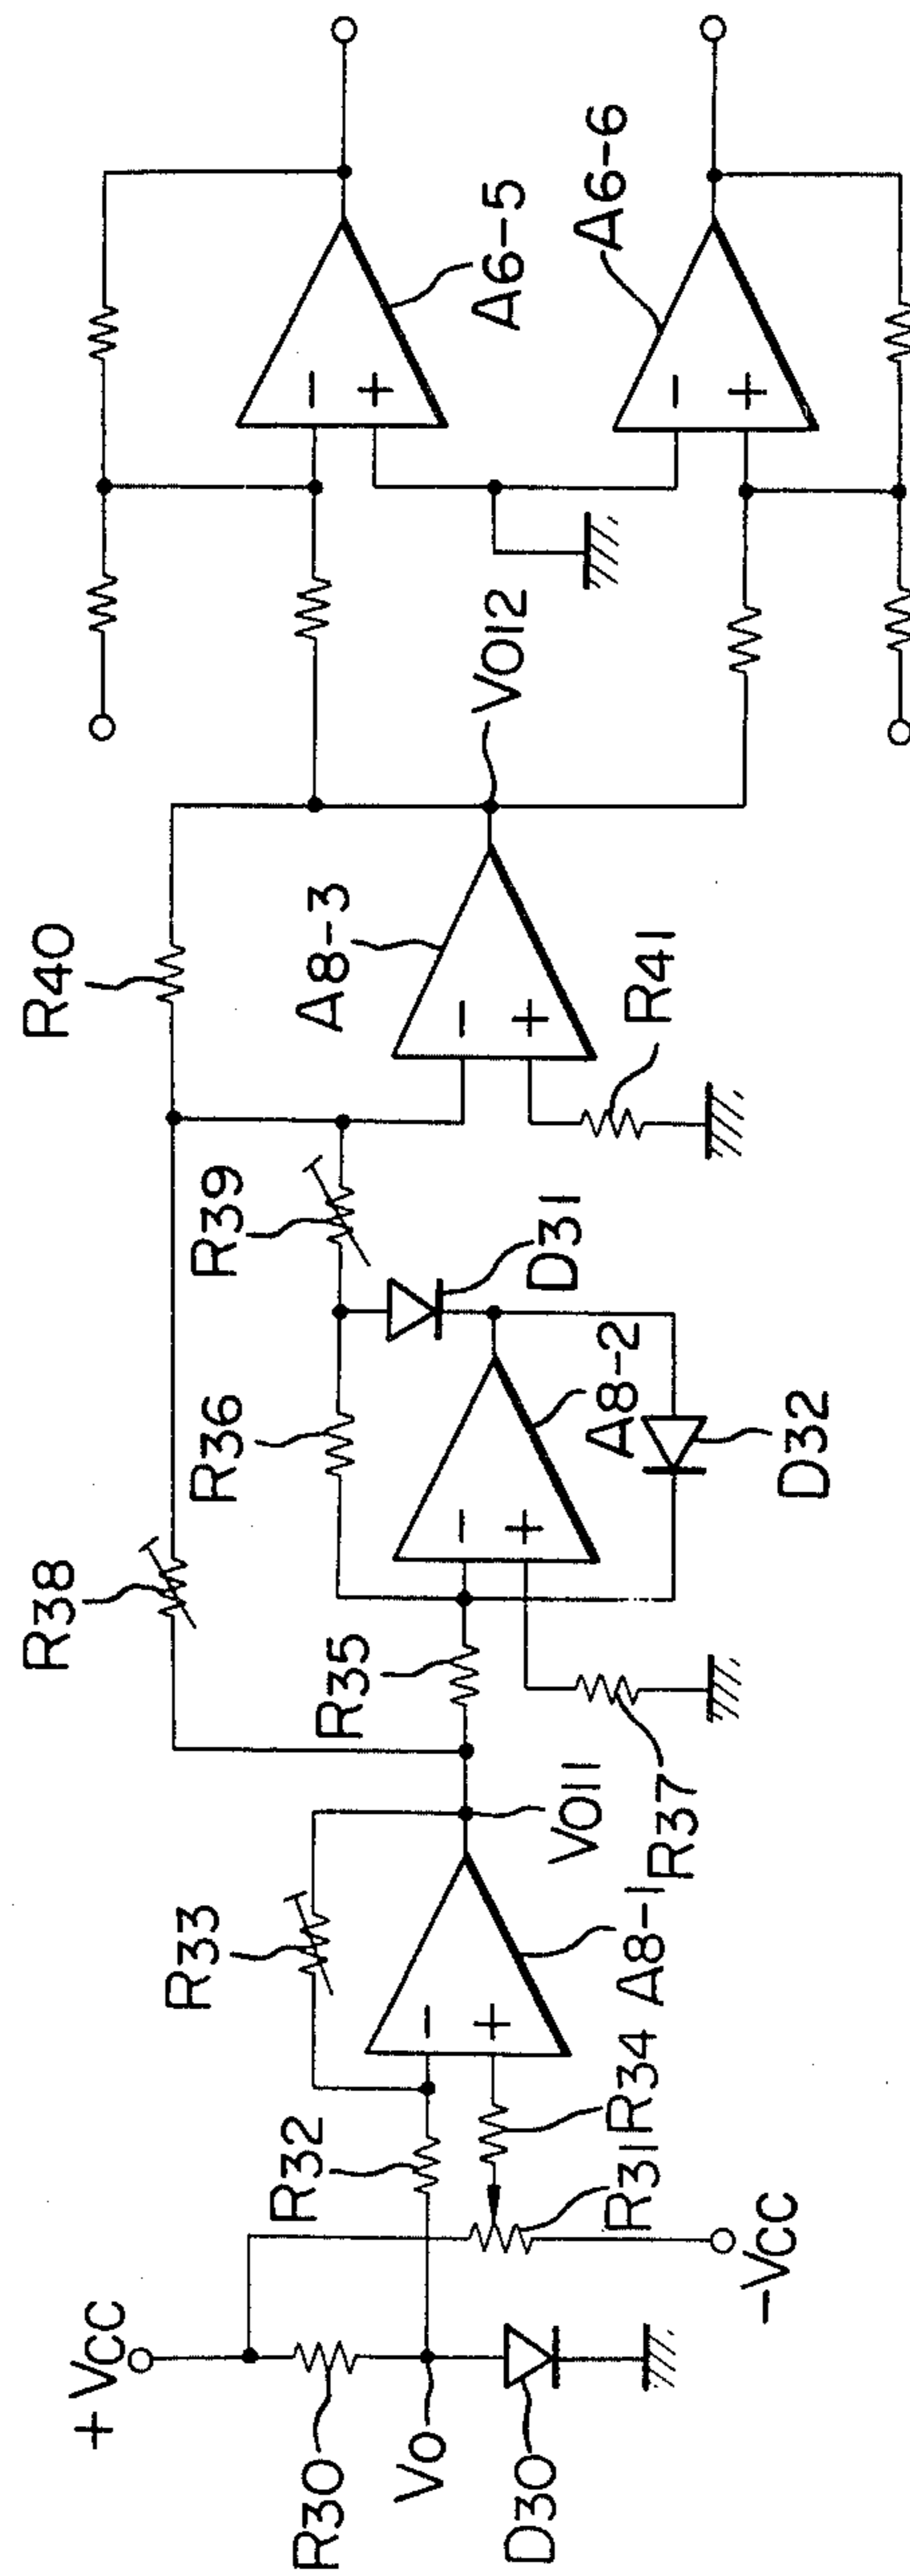 +VCC
R30
VO
D30
R32
R31
-VCC
R34
R33
-
+
A8-1
VO11
R35
R37
R38
R36
-
+
A8-2
D32
D31
R39
R40
-
+
A8-3
R41
VO12
-
+
A6-5
-
+
A6-6